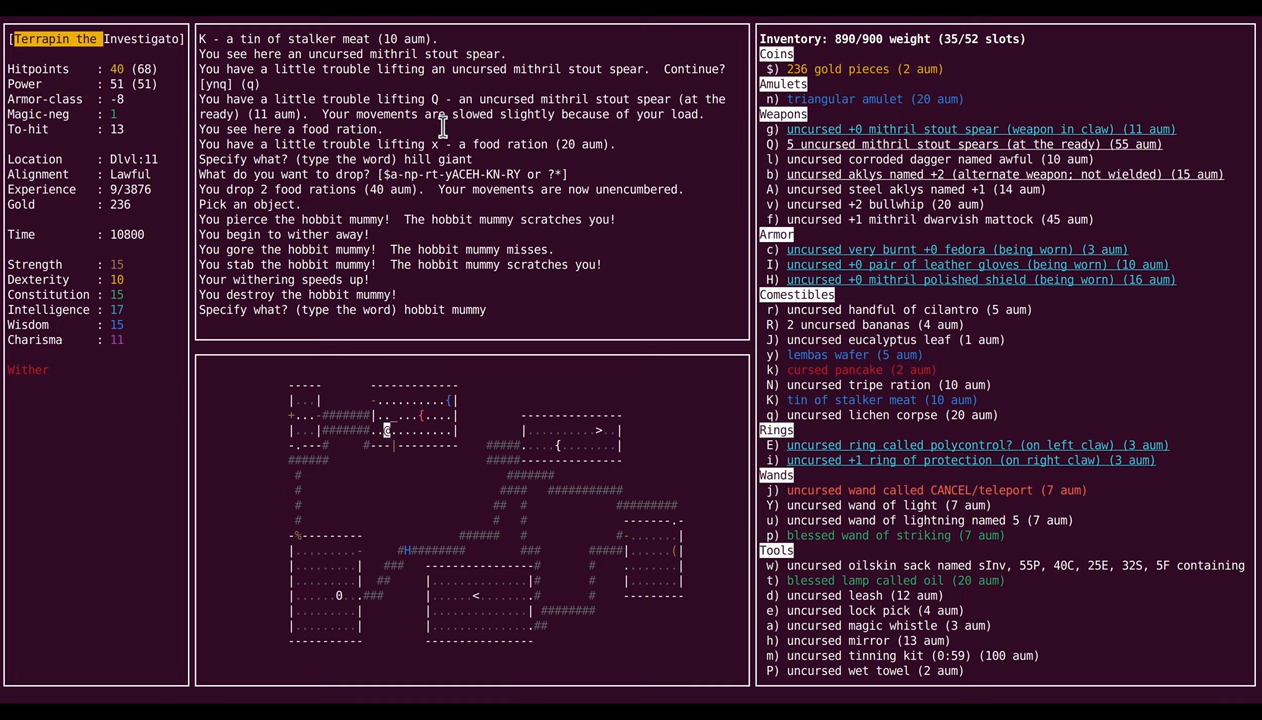 [Terrapin the Investigato]
Hitpoints : 40 (68)
Power : 51 (51)
Armor-class : -8
Magic-neg : 1
To-hit : 13
Location : Dlvl:11
Alignment : Lawful
Experience : 9/3876
Gold : 236
Time : 10800
Strength : 15
Dexterity : 10
Constitution : 15
Intelligence : 17
Wisdom : 15
Charisma : 11
Wither
K - a tin of stalker meat (10 aum).
You see here an uncursed mithril stout spear.
You have a little trouble lifting an uncursed mithril stout spear.  Continue?
[ynq] (q)
You have a little trouble lifting Q - an uncursed mithril stout spear (at the
ready) (11 aum).  Your movements are slowed slightly because of your load.
You see here a food ration.
You have a little trouble lifting x - a food ration (20 aum).
Specify what? (type the word) hill giant
What do you want to drop? [$a-np-rt-yACEH-KN-RY or ?*]
You drop 2 food rations (40 aum).  Your movements are now unencumbered.
Pick an object.
You pierce the hobbit mummy!  The hobbit mummy scratches you!
You begin to wither away!
You gore the hobbit mummy!  The hobbit mummy misses.
You stab the hobbit mummy!  The hobbit mummy scratches you!
Your withering speeds up!
You destroy the hobbit mummy!
Specify what? (type the word) hobbit mummy
Inventory: 890/900 weight (35/52 slots)
Coins
$) 236 gold pieces (2 aum)
Amulets
n) triangular amulet (20 aum)
Weapons
g) uncursed +0 mithril stout spear (weapon in claw) (11 aum)
Q) 5 uncursed mithril stout spears (at the ready) (55 aum)
l) uncursed corroded dagger named awful (10 aum)
b) uncursed aklys named +2 (alternate weapon; not wielded) (15 aum)
A) uncursed steel aklys named +1 (14 aum)
v) uncursed +2 bullwhip (20 aum)
f) uncursed +1 mithril dwarvish mattock (45 aum)
Armor
c) uncursed very burnt +0 fedora (being worn) (3 aum)
I) uncursed +0 pair of leather gloves (being worn) (10 aum)
H) uncursed +0 mithril polished shield (being worn) (16 aum)
Comestibles
r) uncursed handful of cilantro (5 aum)
R) 2 uncursed bananas (4 aum)
J) uncursed eucalyptus leaf (1 aum)
y) lembas wafer (5 aum)
k) cursed pancake (2 aum)
N) uncursed tripe ration (10 aum)
K) tin of stalker meat (10 aum)
q) uncursed lichen corpse (20 aum)
Rings
E) uncursed ring called polycontrol? (on left claw) (3 aum)
i) uncursed +1 ring of protection (on right claw) (3 aum)
Wands
j) uncursed wand called CANCEL/teleport (7 aum)
Y) uncursed wand of light (7 aum)
u) uncursed wand of lightning named 5 (7 aum)
p) blessed wand of striking (7 aum)
Tools
w) uncursed oilskin sack named sInv, 55P, 40C, 25E, 32S, 5F containing
t) blessed lamp called oil (20 aum)
d) uncursed leash (12 aum)
e) uncursed lock pick (4 aum)
a) uncursed magic whistle (3 aum)
h) uncursed mirror (13 aum)
m) uncursed tinning kit (0:59) (100 aum)
P) uncursed wet towel (2 aum)